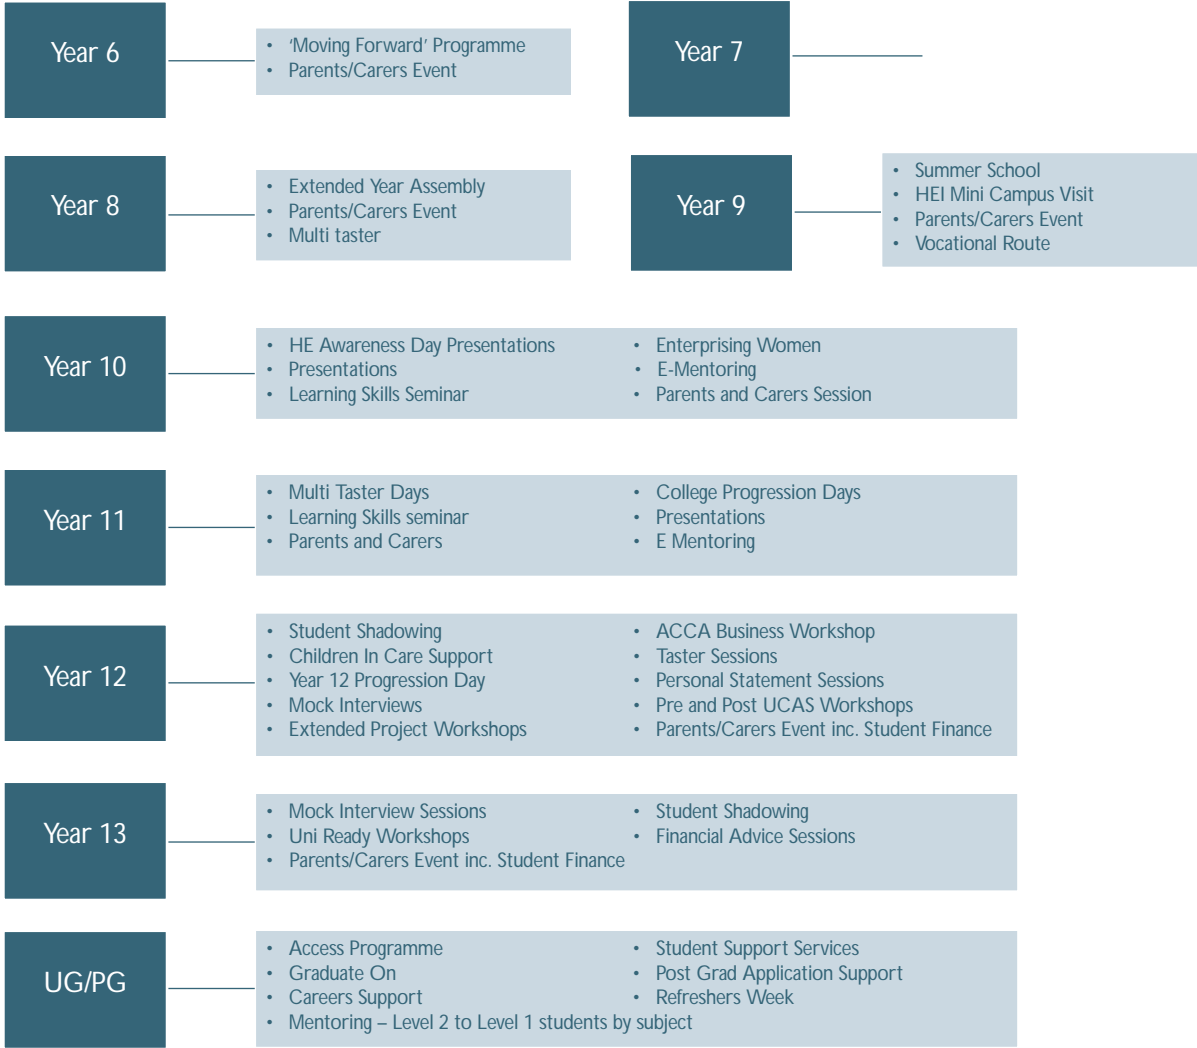 Year 6
• ‘Moving Forward’ Programme
• Parents/Carers Event
Year 7
Year 8
• Extended Year Assembly
• Parents/Carers Event
• Multi taster
Year 9
• Summer School
• HEI Mini Campus Visit
• Parents/Carers Event
• Vocational Route
Year 10
• HE Awareness Day Presentations
• Presentations
• Learning Skills Seminar
• Enterprising Women
• E-Mentoring
• Parents and Carers Session
Year 11
• Multi Taster Days
• Learning Skills seminar
• Parents and Carers
• College Progression Days
• Presentations
• E Mentoring
Year 12
• Student Shadowing
• Children In Care Support
• Year 12 Progression Day
• Mock Interviews
• Extended Project Workshops
• ACCA Business Workshop
• Taster Sessions
• Personal Statement Sessions
• Pre and Post UCAS Workshops
• Parents/Carers Event inc. Student Finance
Year 13
• Mock Interview Sessions
• Uni Ready Workshops
• Parents/Carers Event inc. Student Finance
• Student Shadowing
• Financial Advice Sessions
UG/PG
• Access Programme
• Graduate On
• Careers Support
• Mentoring – Level 2 to Level 1 students by subject
• Student Support Services
• Post Grad Application Support
• Refreshers Week